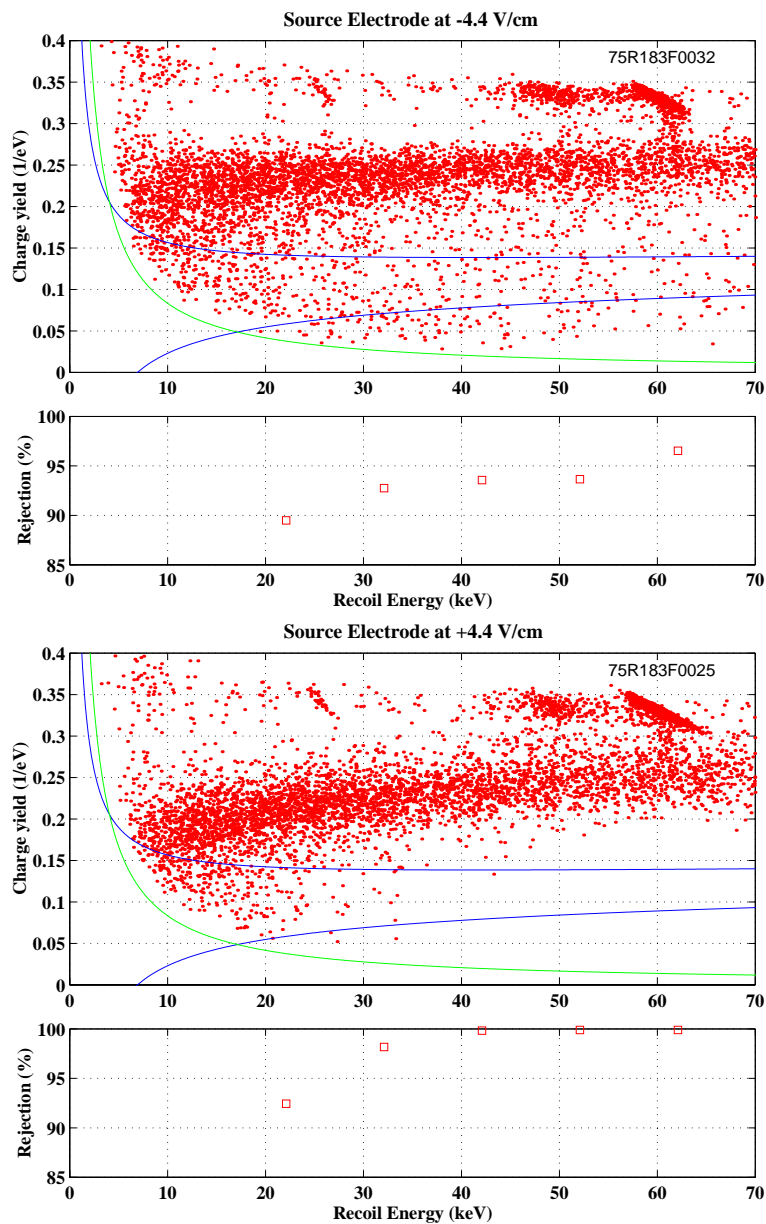 Source Electrode at -4.4 V/cm
0.4
0.35
0.3
0.25
0.2
0.15
0.1
0.05
0
Charge yield (1/eV)
75R183F0032
0 10 20 30 40 50 60 70
100
95
90
85
Rejection (%)
0 10 20 30 40 50 60 70
Recoil Energy (keV)
Source Electrode at +4.4 V/cm
0.4
0.35
0.3
0.25
0.2
0.15
0.1
0.05
0
Charge yield (1/eV)
75R183F0025
0 10 20 30 40 50 60 70
100
95
90
85
Rejection (%)
0 10 20 30 40 50 60 70
Recoil Energy (keV)